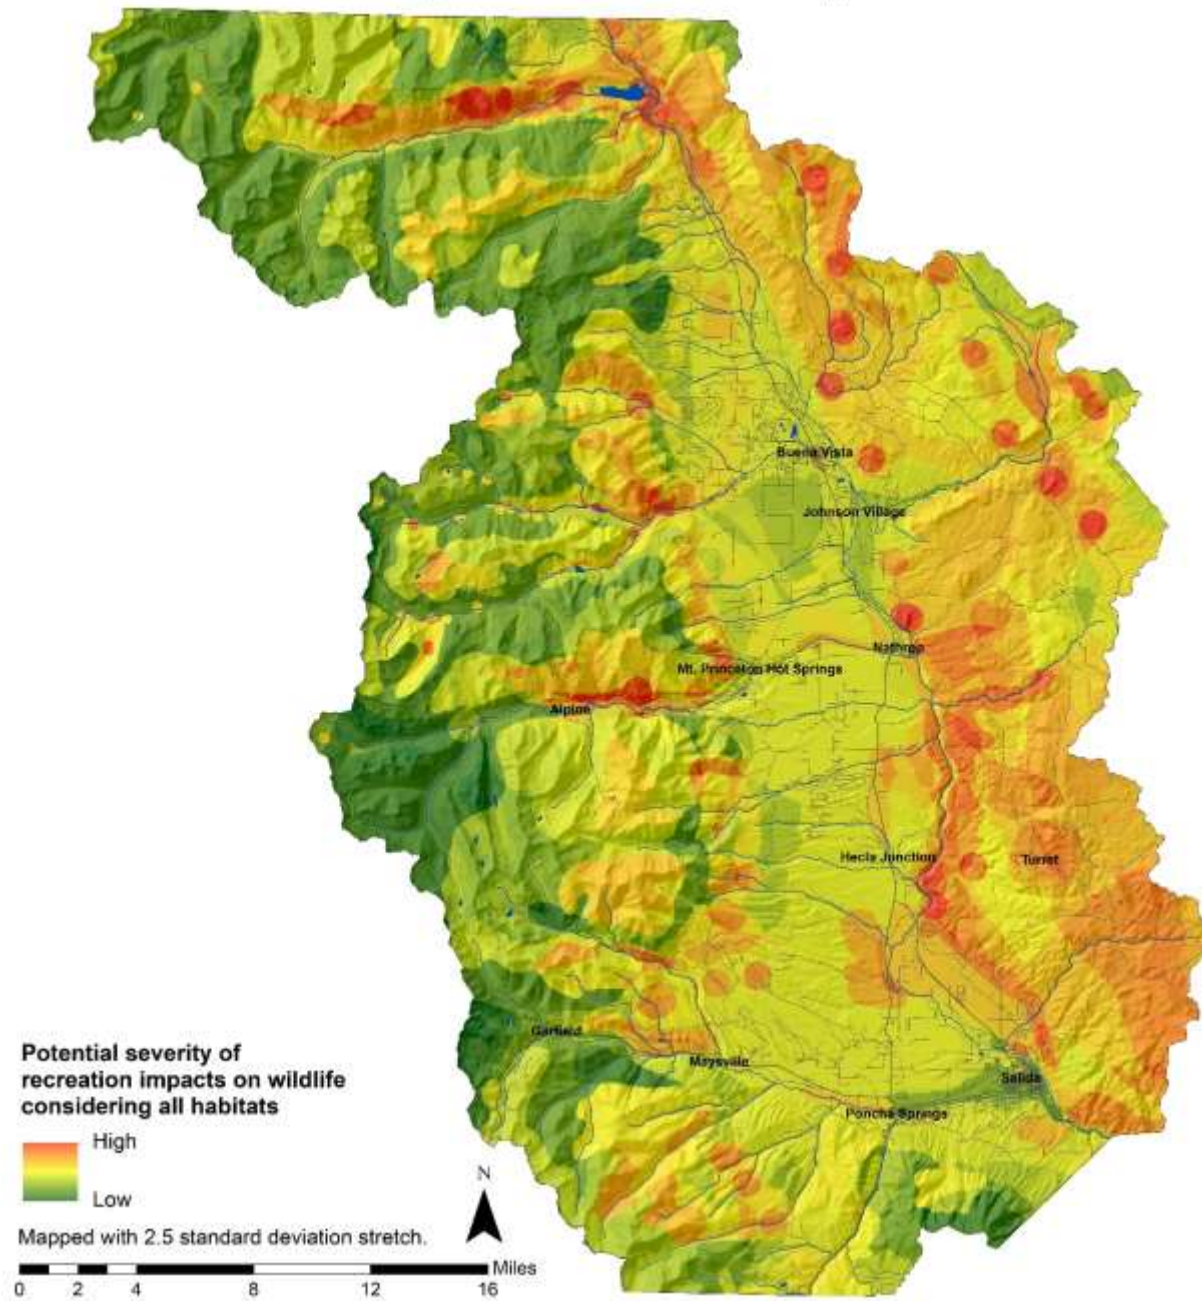 Buena Vista
Johnson Village
Nathrop
Mt. Princeton Hot Springs
Alpine
Hecla Junction
Turret
Garfield
Maysville
Salida
Poncha Springs
Potential severity of
recreation impacts on wildlife
considering all habitats
High
Low
N
Mapped with 2.5 standard deviation stretch.
Miles
0 2 4 8 12 16